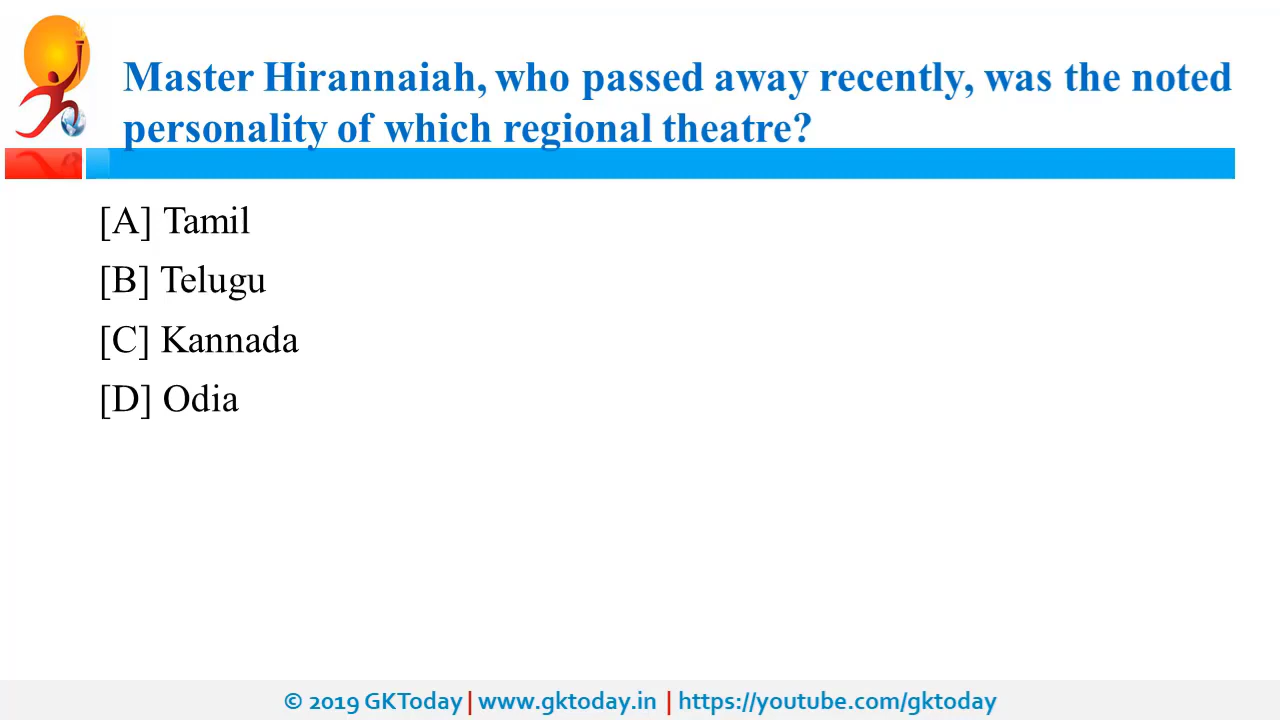 Master Hirannaiah, who passed away recently, was the noted
personality of which regional theatre?
[A] Tamil
[B] Telugu
[C] Kannada
[D] Odia
© 2019 GKToday | www.gktoday.in | https://youtube.com/gktoday